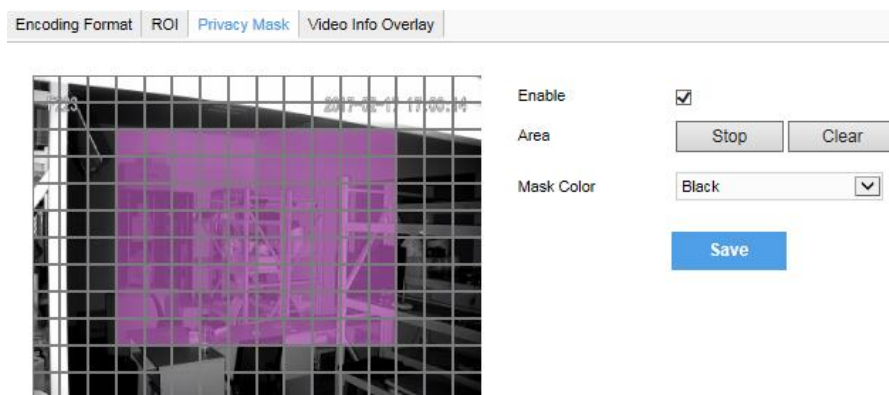 Encoding Format ROI Privacy Mask Video Info Overlay
Enable
Area Stop Clear
Mask Color Black
Save